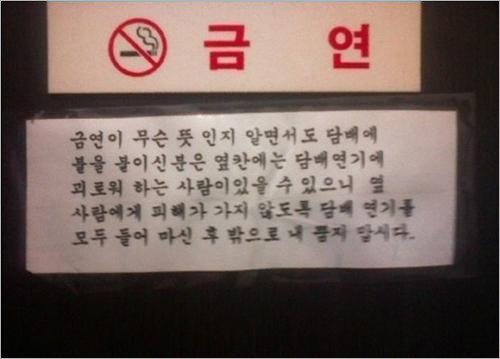 금 연
금연이 무슨 뜻 인지 알면서도 담배에
불을 붙이신분은 옆칸에는 담배연기에
괴로워 하는 사람이있을 수 있으니 옆
사람에게 피해가 가지 않도록 담배 연기를
모두 들어 마신 후 밖으로 내 뿜지 맙시다.